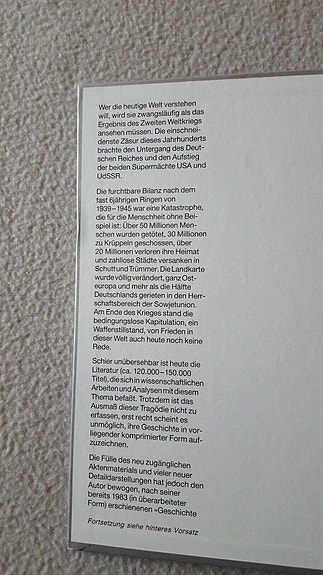 Wer die heutige Welt verstehen
will, wird sie zwangsläufig als das
Ergebnis des Zweiten Weltkriegs
ansehen müssen. Die einschnei-
denste Zäsur dieses Jahrhunderts
brachte den Untergang des Deut-
schen Reiches und den Aufstieg
der beiden Supermächte USA und
UdSSR.
Die furchtbare Bilanz nach dem
fast 6jährigen Ringen von
1939–1945 war eine Katastrophe,
die für die Menschheit ohne Bei-
spiel ist: Über 50 Millionen Men-
schen wurden getötet, 30 Millionen
zu Krüppeln geschossen, über
20 Millionen verloren ihre Heimat
und zahllose Städte versanken in
Schutt und Trümmer. Die Landkarte
wurde völlig verändert, ganz Ost-
europa und mehr als die Hälfte
Deutschlands gerieten in den Herr-
schaftsbereich der Sowjetunion.
Am Ende des Krieges stand die
bedingungslose Kapitulation, ein
Waffenstillstand, von Frieden in
dieser Welt auch heute noch keine
Rede.
Schier unübersehbar ist heute die
Literatur (ca. 120.000–150.000
Titel), die sich in wissenschaftlichen
Arbeiten und Analysen mit diesem
Thema befaßt. Trotzdem ist das
Ausmaß dieser Tragödie nicht zu
erfassen, erst recht scheint es
unmöglich, ihre Geschichte in vor-
liegender komprimierter Form auf-
zuzeichnen.
Die Fülle des neu zugänglichen
Aktenmaterials und vieler neuer
Detaildarstellungen hat jedoch den
Autor bewogen, nach seiner
bereits 1983 (in überarbeiteter
Form) erschienenen »Geschichte
Fortsetzung siehe hinteres Vorsatz